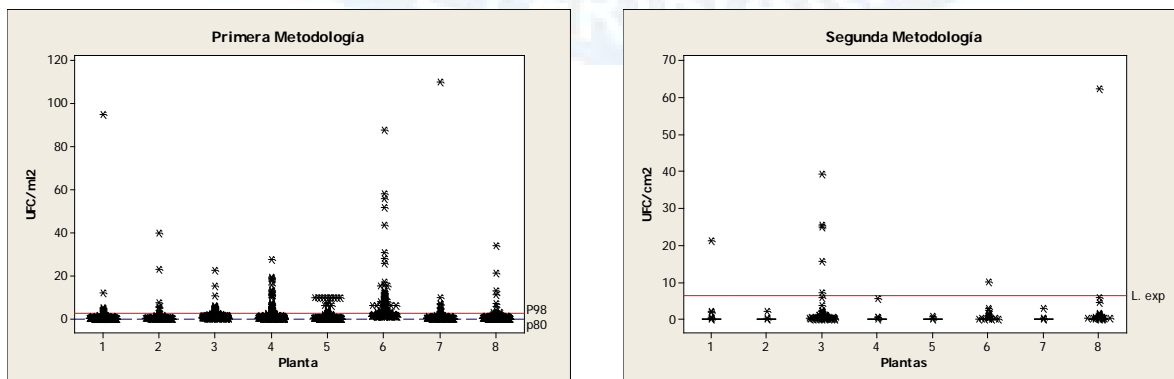 Primera Metodología
120
100
80
60
40
20
0
UFC/ml2
P98
p80
1 2 3 4 5 6 7 8
Planta
Segunda Metodología
70
60
50
40
30
20
10
0
UFC/cm2
L. exp
1 2 3 4 5 6 7 8
Plantas